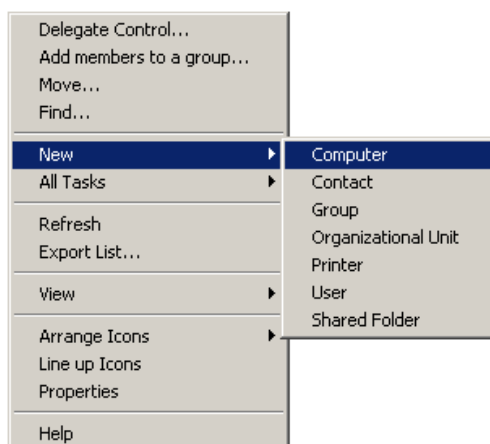 Delegate Control...
Add members to a group...
Move...
Find...
New
All Tasks
Refresh
Export List...
View
Arrange Icons
Line up Icons
Properties
Help
Computer
Contact
Group
Organizational Unit
Printer
User
Shared Folder